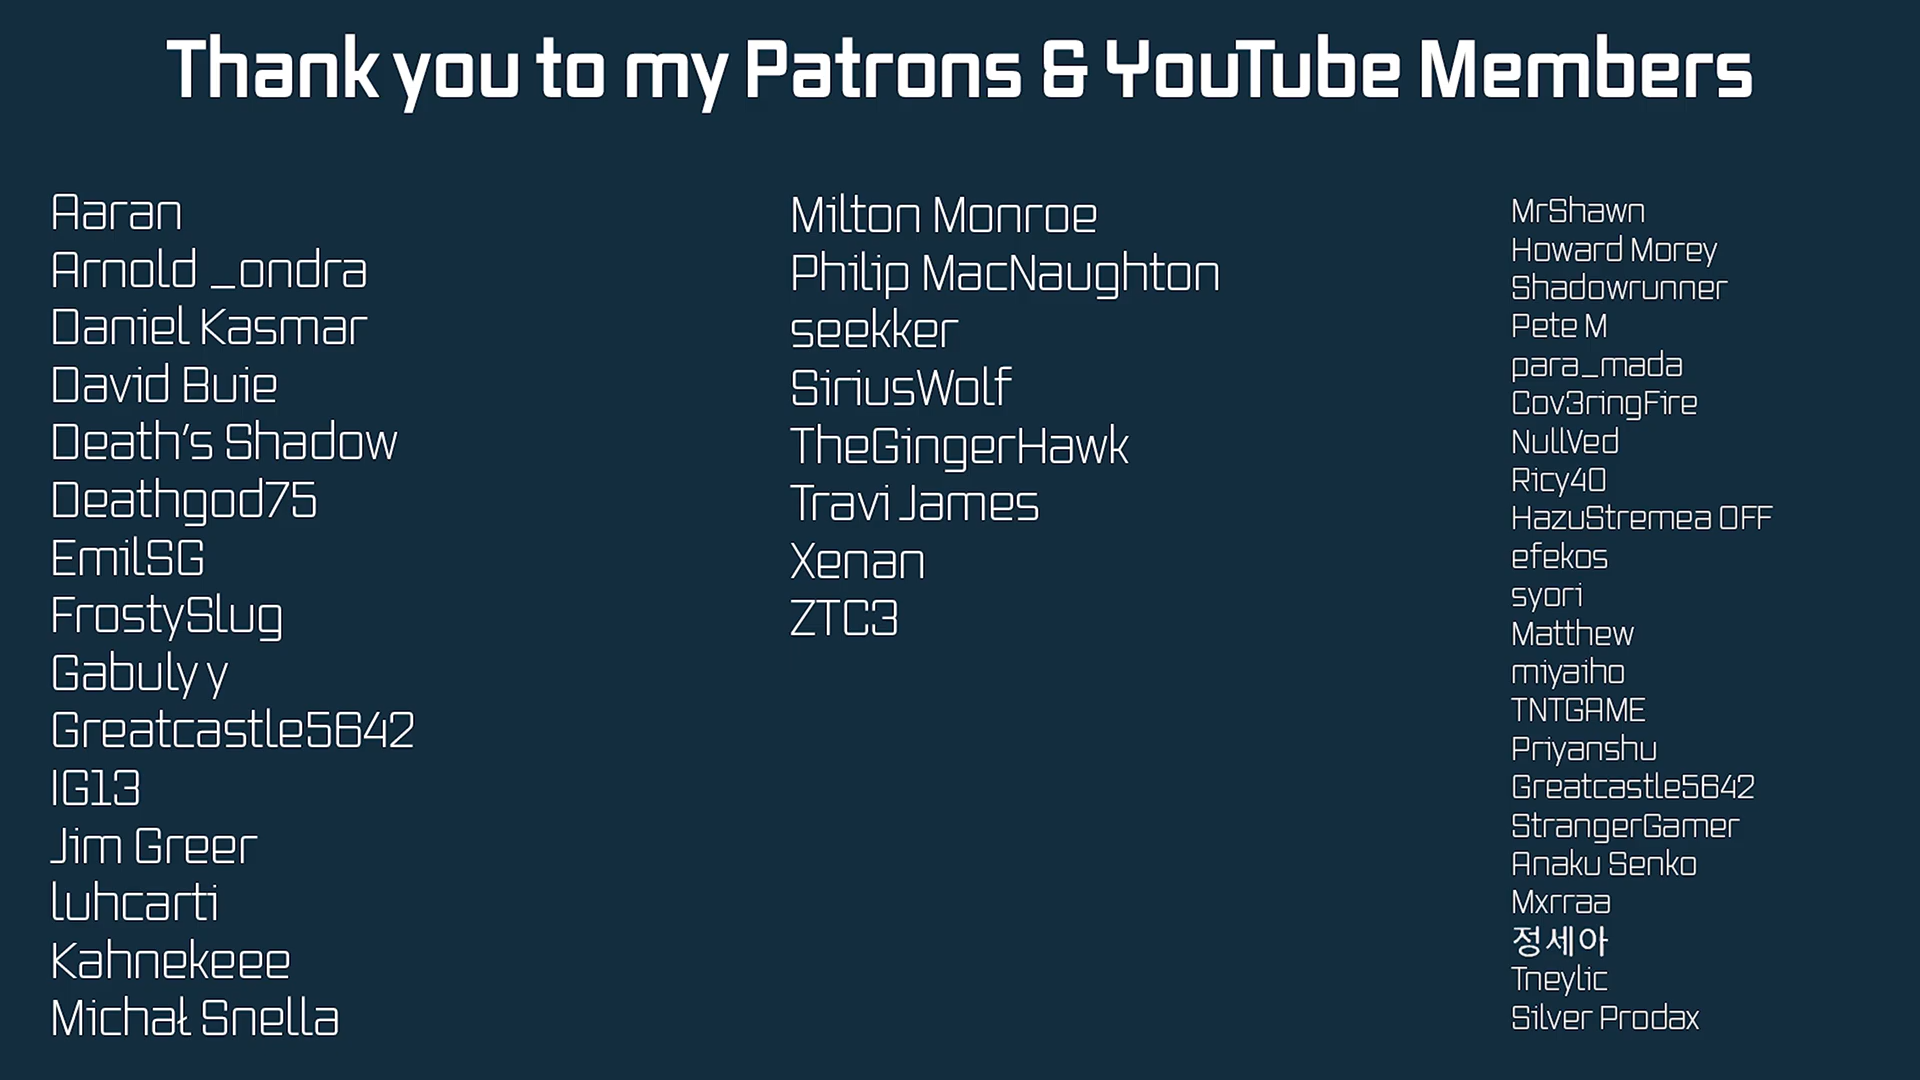 Thank you to my Patrons & YouTube Members
Aaran
Arnold _ondra
Daniel Kasmar
David Buie
Death's Shadow
Deathgod75
EmilSG
FrostySlug
Gabuly y
Greatcastle5642
IG13
Jim Greer
luhcarti
Kahnekeee
Michał Snella
Milton Monroe
Philip MacNaughton
seekker
SiriusWolf
TheGingerHawk
Travi James
Xenan
ZTC3
MrShawn
Howard Morey
Shadowrunner
Pete M
para_mada
Cov3ringFire
NullVed
Ricy40
HazuStremea OFF
efekos
syori
Matthew
miyaiho
TNTGAME
Priyanshu
Greatcastle5642
StrangerGamer
Anaku Senko
Mxrraa
정세아
Tneylic
Silver Prodax